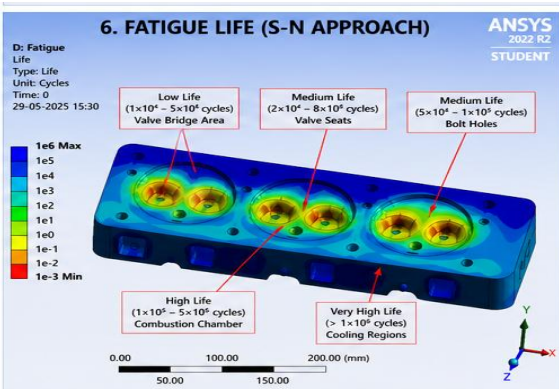 6. FATIGUE LIFE (S-N APPROACH)
ANSYS
2022 R2
STUDENT
D: Fatigue
Life
Type: Life
Unit: Cycles
Time: 0
29-05-2025 15:30
Low Life
(1×10⁴ – 5×10⁶ cycles)
Valve Bridge Area
Medium Life
(2×10⁴ – 8×10⁶ cycles)
Valve Seats
Medium Life
(5×10⁴ – 1×10⁵ cycles)
Bolt Holes
1e6 Max
1e5
1e4
1e3
1e2
1e1
1e0
1e-1
1e-2
1e-3 Min
High Life
(1×10⁵ – 5×10⁶ cycles)
Combustion Chamber
Very High Life
(> 1×10⁶ cycles)
Cooling Regions
0.00
100.00
200.00 (mm)
50.00
150.00
Y
X
Z